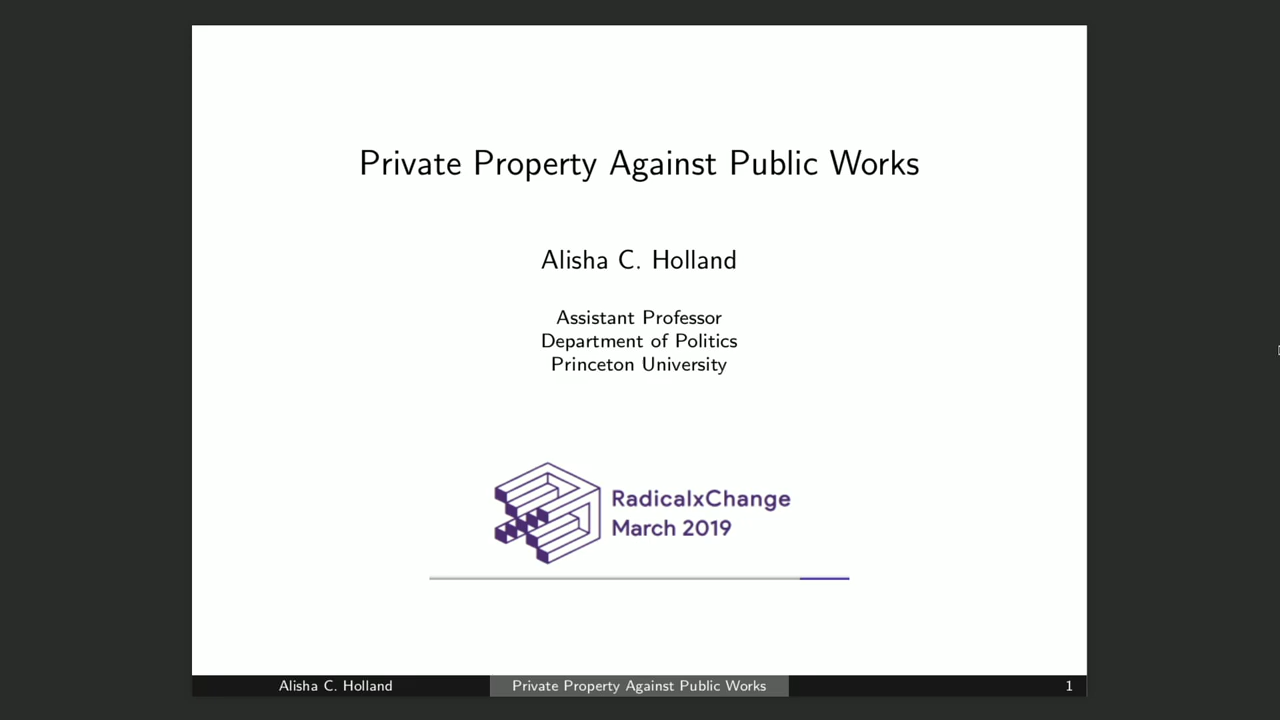 Private Property Against Public Works
Alisha C. Holland
Assistant Professor
Department of Politics
Princeton University
RadicalxChange
March 2019
Alisha C. Holland
Private Property Against Public Works
1